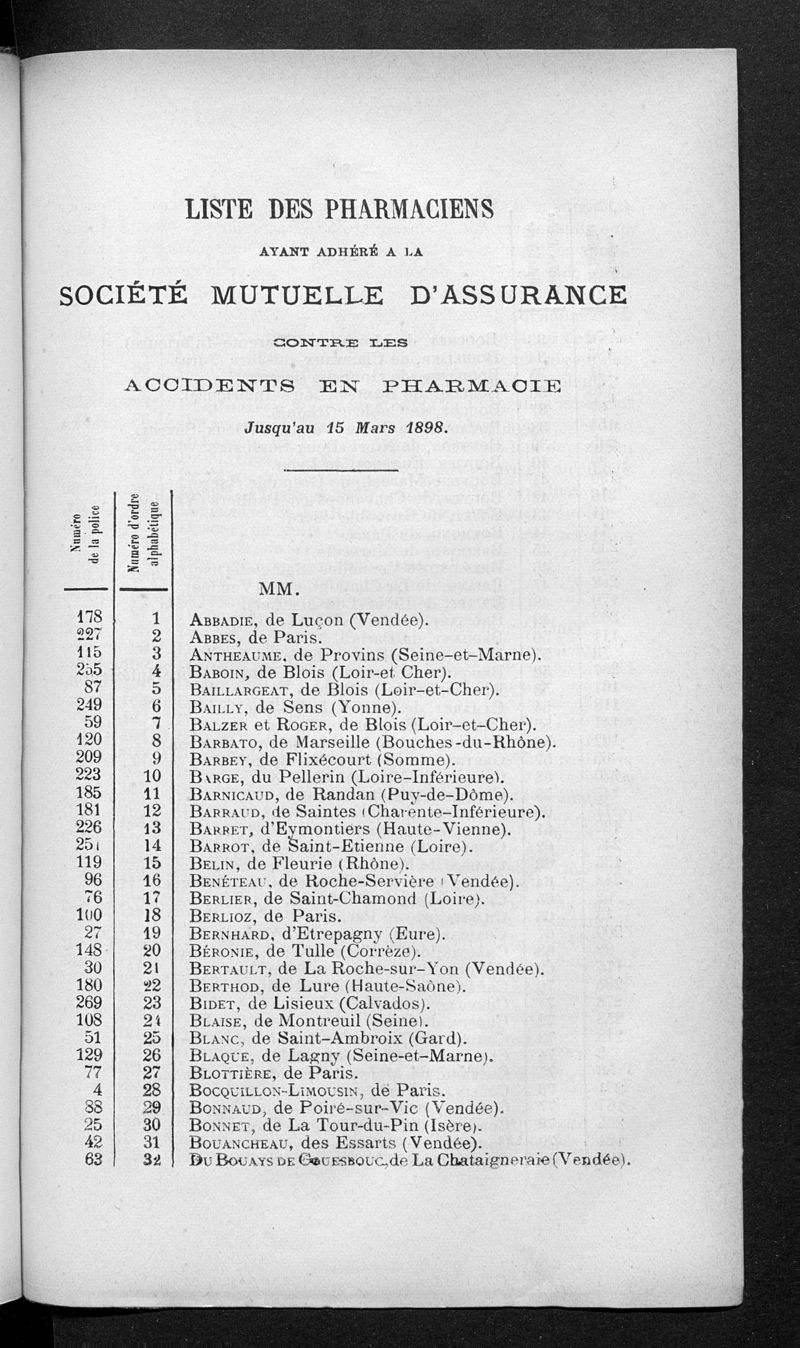 LISTE DES PHARMACIENS
AYANT ADHÉRÉ A LA
SOCIÉTÉ MUTUELLE D'ASSURANCE
CONTRE LES
ACCIDENTS EN PHARMACIE
Jusqu'au 15 Mars 1898.
Numéro de la police
Numéro d'ordre alphabétique
MM.
178 1 ABBADIE, de Luçon (Vendée).
227 2 ABBES, de Paris.
115 3 ANTHEAUME. de Provins (Seine-et-Marne).
255 4 BABOIN, de Blois (Loir-et Cher).
87 5 BAILLARGEAT, de Blois (Loir-et-Cher).
249 6 BAILLY, de Sens (Yonne).
59 7 BALZER et ROGER, de Blois (Loir-et-Cher).
120 8 BARBATO, de Marseille (Bouches-du-Rhône).
209 9 BARBEY, de Flixécourt (Somme).
223 10 BARGE, du Pellerin (Loire-Inférieure).
185 11 BARNICAUD, de Randan (Puy-de-Dôme).
181 12 BARRAUD, de Saintes (Charente-Inférieure).
226 13 BARRET, d'Eymontiers (Haute-Vienne).
251 14 BARROT, de Saint-Etienne (Loire).
119 15 BELIN, de Fleurie (Rhône).
96 16 BENÉTEAU, de Roche-Servière (Vendée).
76 17 BERLIER, de Saint-Chamond (Loire).
100 18 BERLIOZ, de Paris.
27 19 BERNHARD, d'Etrepagny (Eure).
148 20 BÉRONIE, de Tulle (Corrèze).
30 21 BERTAULT, de La Roche-sur-Yon (Vendée).
180 22 BERTHOD, de Lure (Haute-Saône).
269 23 BIDET, de Lisieux (Calvados).
108 24 BLAISE, de Montreuil (Seine).
51 25 BLANC, de Saint-Ambroix (Gard).
129 26 BLAQUE, de Lagny (Seine-et-Marne).
77 27 BLOTTIÈRE, de Paris.
4 28 BOCQUILLON-LIMOUSIN, de Paris.
88 29 BONNAUD, de Poiré-sur-Vic (Vendée).
25 30 BONNET, de La Tour-du-Pin (Isère).
42 31 BOUANCHEAU, des Essarts (Vendée).
63 32 DU BOUAYS DE COUESBOUC, de La Chataigneraie (Vendée).